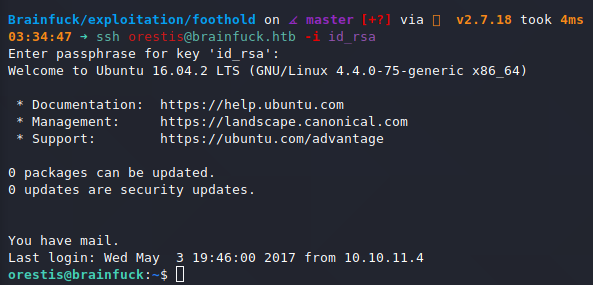 Brainfuck/exploitation/foothold on master [+?] via v2.7.18 took 4ms
03:34:47 → ssh orestis@brainfuck.htb -i id_rsa
Enter passphrase for key 'id_rsa':
Welcome to Ubuntu 16.04.2 LTS (GNU/Linux 4.4.0-75-generic x86_64)
* Documentation: https://help.ubuntu.com
* Management: https://landscape.canonical.com
* Support: https://ubuntu.com/advantage
0 packages can be updated.
0 updates are security updates.
You have mail.
Last login: Wed May 3 19:46:00 2017 from 10.10.11.4
orestis@brainfuck:~$